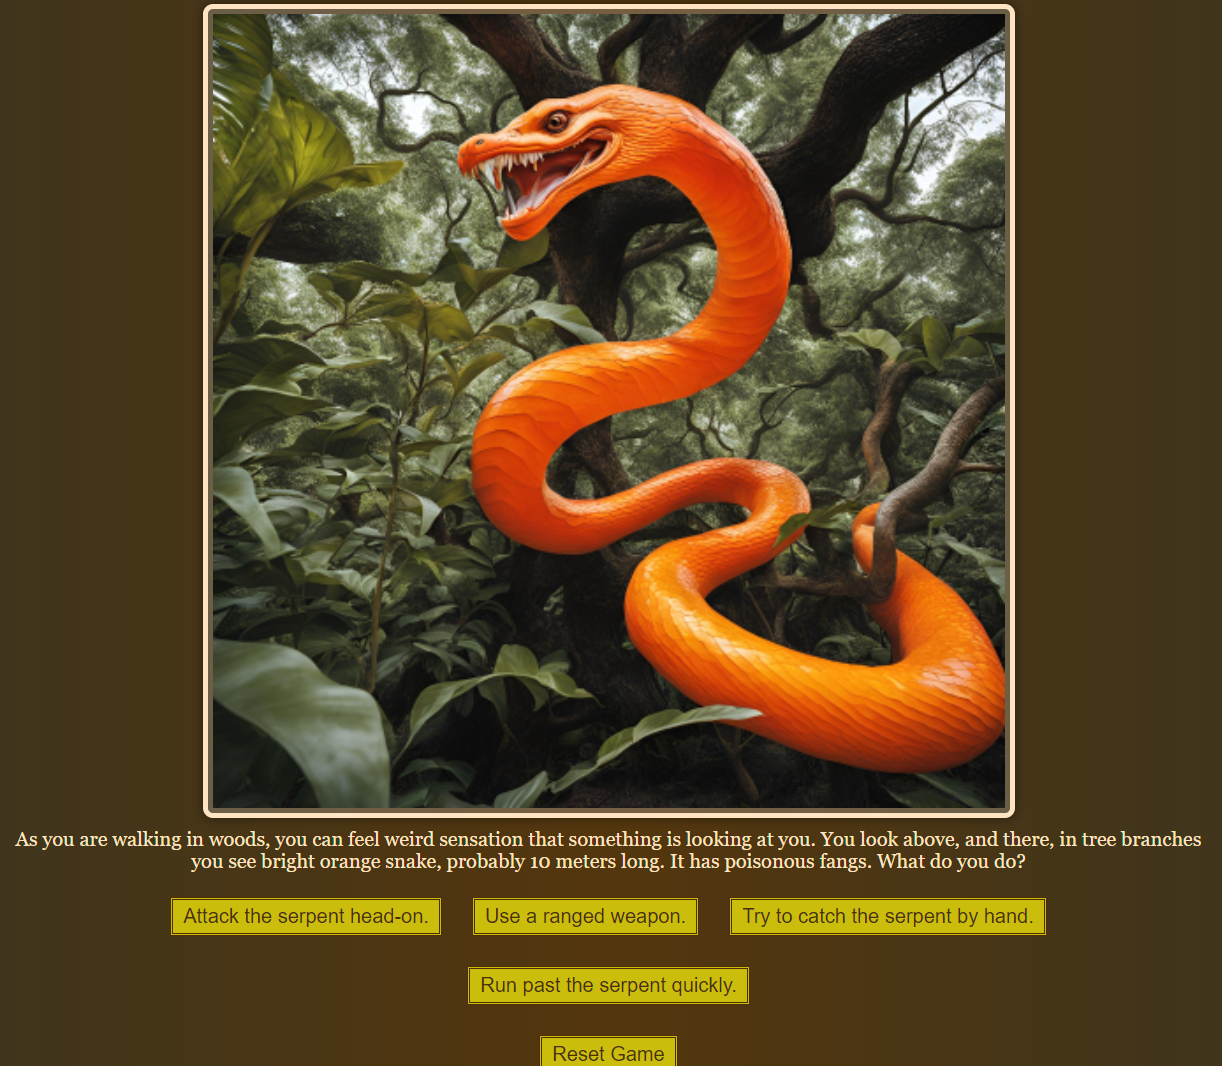 As you are walking in woods, you can feel weird sensation that something is looking at you. You look above, and there, in tree branches
you see bright orange snake, probably 10 meters long. It has poisonous fangs. What do you do?
Attack the serpent head-on.
Use a ranged weapon.
Try to catch the serpent by hand.
Run past the serpent quickly.
Reset Game